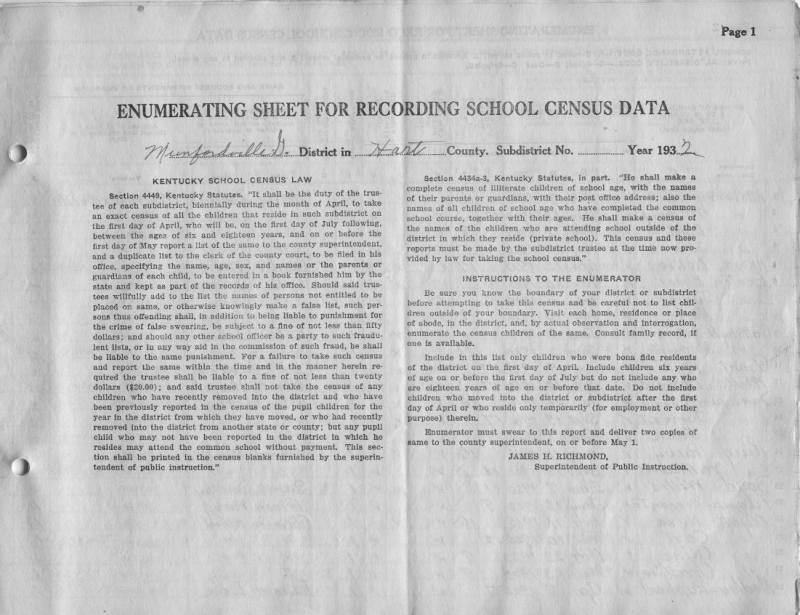 Page 1
ENUMERATING SHEET FOR RECORDING SCHOOL CENSUS DATA
Munfordville G. District in Hart County. Subdistrict No. Year 1932
KENTUCKY SCHOOL CENSUS LAW
Section 4449, Kentucky Statutes. "It shall be the duty of the trus-
tee of each subdistrict, biennially during the month of April, to take
an exact census of all the children that reside in such subdistrict on
the first day of April, who will be, on the first day of July following,
between the ages of six and eighteen years, and on or before the
first day of May report a list of the same to the county superintendent,
and a duplicate list to the clerk of the county court, to be filed in his
office, specifying the name, age, sex, and names or the parents or
guardians of each child, to be entered in a book furnished him by the
state and kept as part of the records of his office. Should said trus-
tees willfully add to the list the names of persons not entitled to be
placed on same, or otherwise knowingly make a false list, such per-
sons thus offending shall, in addition to being liable to punishment for
the crime of false swearing, be subject to a fine of not less than fifty
dollars; and should any other school officer be a party to such fraudu-
lent lists, or in any way aid in the commission of such fraud, he shall
be liable to the same punishment. For a failure to take such census
and report the same within the time and in the manner herein re-
quired the trustee shall be liable to a fine of not less than twenty
dollars ($20.00); and said trustee shall not take the census of any
children who have recently removed into the district and who have
been previously reported in the census of the pupil children for the
year in the district from which they have moved, or who had recently
removed into the district from another state or county; but any pupil
child who may not have been reported in the district in which he
resides may attend the common school without payment. This sec-
tion shall be printed in the census blanks furnished by the superin-
tendent of public instruction."
Section 4434a-3, Kentucky Statutes, in part. "He shall make a
complete census of illiterate children of school age, with the names
of their parents or guardians, with their post office address; also the
names of all children of school age who have completed the common
school course, together with their ages. He shall make a census of
the names of the children who are attending school outside of the
district in which they reside (private school). This census and these
reports must be made by the subdistrict trustee at the time now pro-
vided by law for taking the school census."
INSTRUCTIONS TO THE ENUMERATOR
Be sure you know the boundary of your district or subdistrict
before attempting to take this census and be careful not to list chil-
dren outside of your boundary. Visit each home, residence or place
of abode, in the district, and, by actual observation and interrogation,
enumerate the census children of the same. Consult family record, if
one is available.
Include in this list only children who were bona fide residents
of the district on the first day of April. Include children six years
of age on or before the first day of July but do not include any who
are eighteen years of age on or before that date. Do not include
children who moved into the district or subdistrict after the first
day of April or who reside only temporarily (for employment or other
purpose) therein.
Enumerator must swear to this report and deliver two copies of
same to the county superintendent, on or before May 1.
JAMES H. RICHMOND,
Superintendent of Public Instruction.